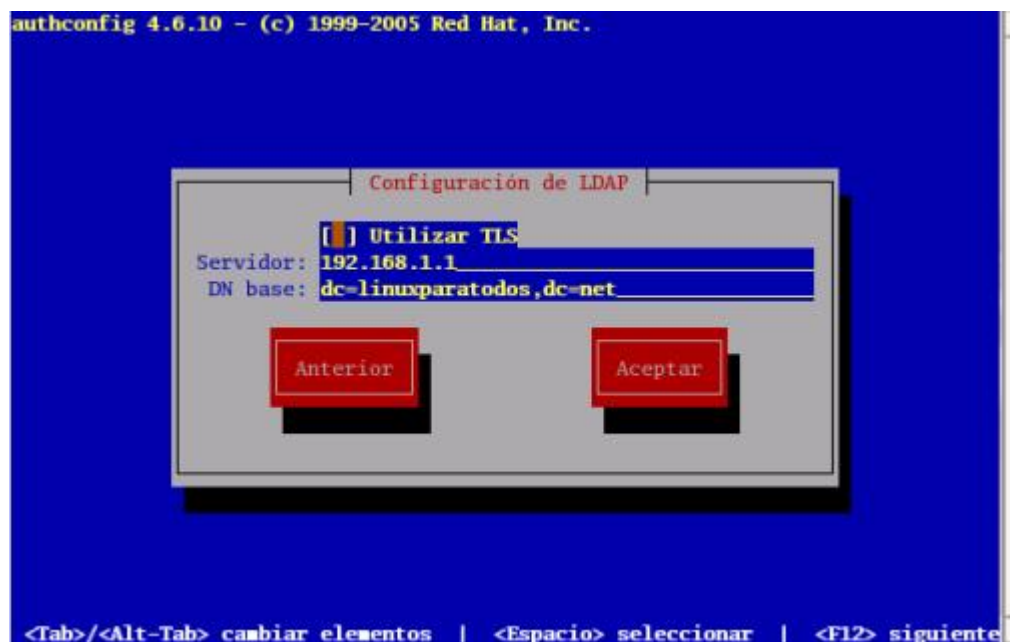 authconfig 4.6.10 - (c) 1999-2005 Red Hat, Inc.
Configuración de LDAP
[ ] Utilizar TLS
Servidor: 192.168.1.1
DN base: dc=linuxparatodos,dc=net
Anterior Aceptar
<Tab>/<Alt-Tab> cambiar elementos | <Espacio> seleccionar | <F12> siguiente